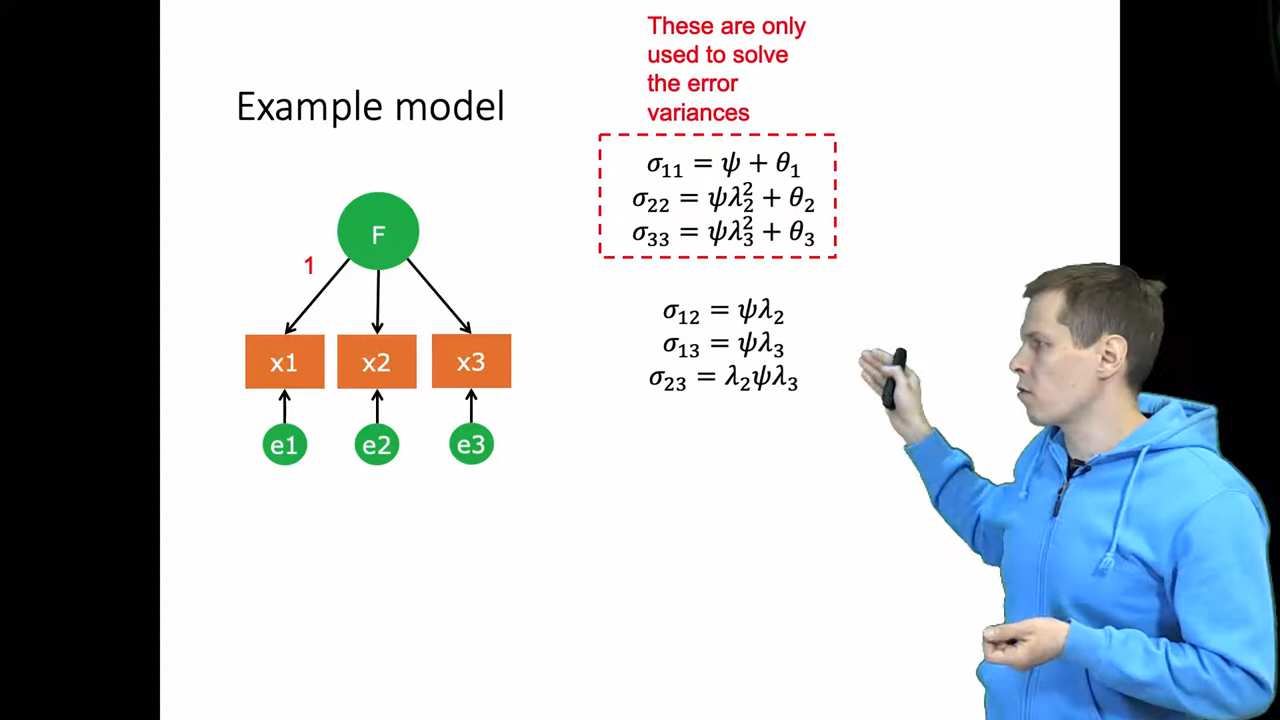 These are only
used to solve
the error
variances
Example model
σ₁₁ = ψ + θ₁
σ₂₂ = ψλ₂² + θ₂
σ₃₃ = ψλ₃² + θ₃
F
1
σ₁₂ = ψλ₂
σ₁₃ = ψλ₃
σ₂₃ = λ₂ψλ₃
x1 x2 x3
e1 e2 e3